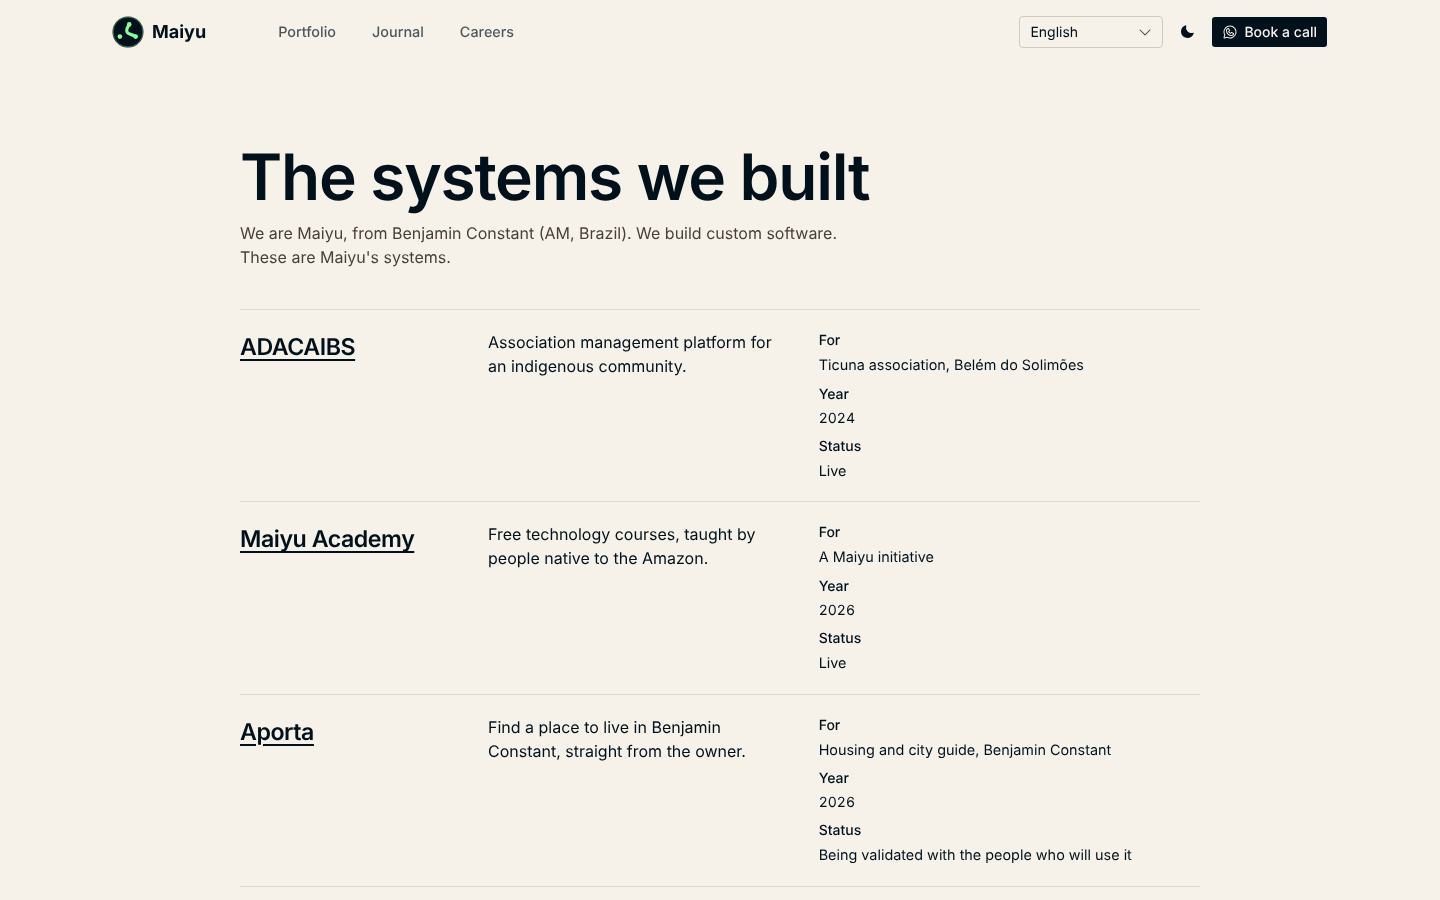 Maiyu
Portfolio
Journal
Careers
English
Book a call
The systems we built
We are Maiyu, from Benjamin Constant (AM, Brazil). We build custom software.
These are Maiyu's systems.
ADACAIBS
Association management platform for
an indigenous community.
For
Ticuna association, Belém do Solimões
Year
2024
Status
Live
Maiyu Academy
Free technology courses, taught by
people native to the Amazon.
For
A Maiyu initiative
Year
2026
Status
Live
Aporta
Find a place to live in Benjamin
Constant, straight from the owner.
For
Housing and city guide, Benjamin Constant
Year
2026
Status
Being validated with the people who will use it